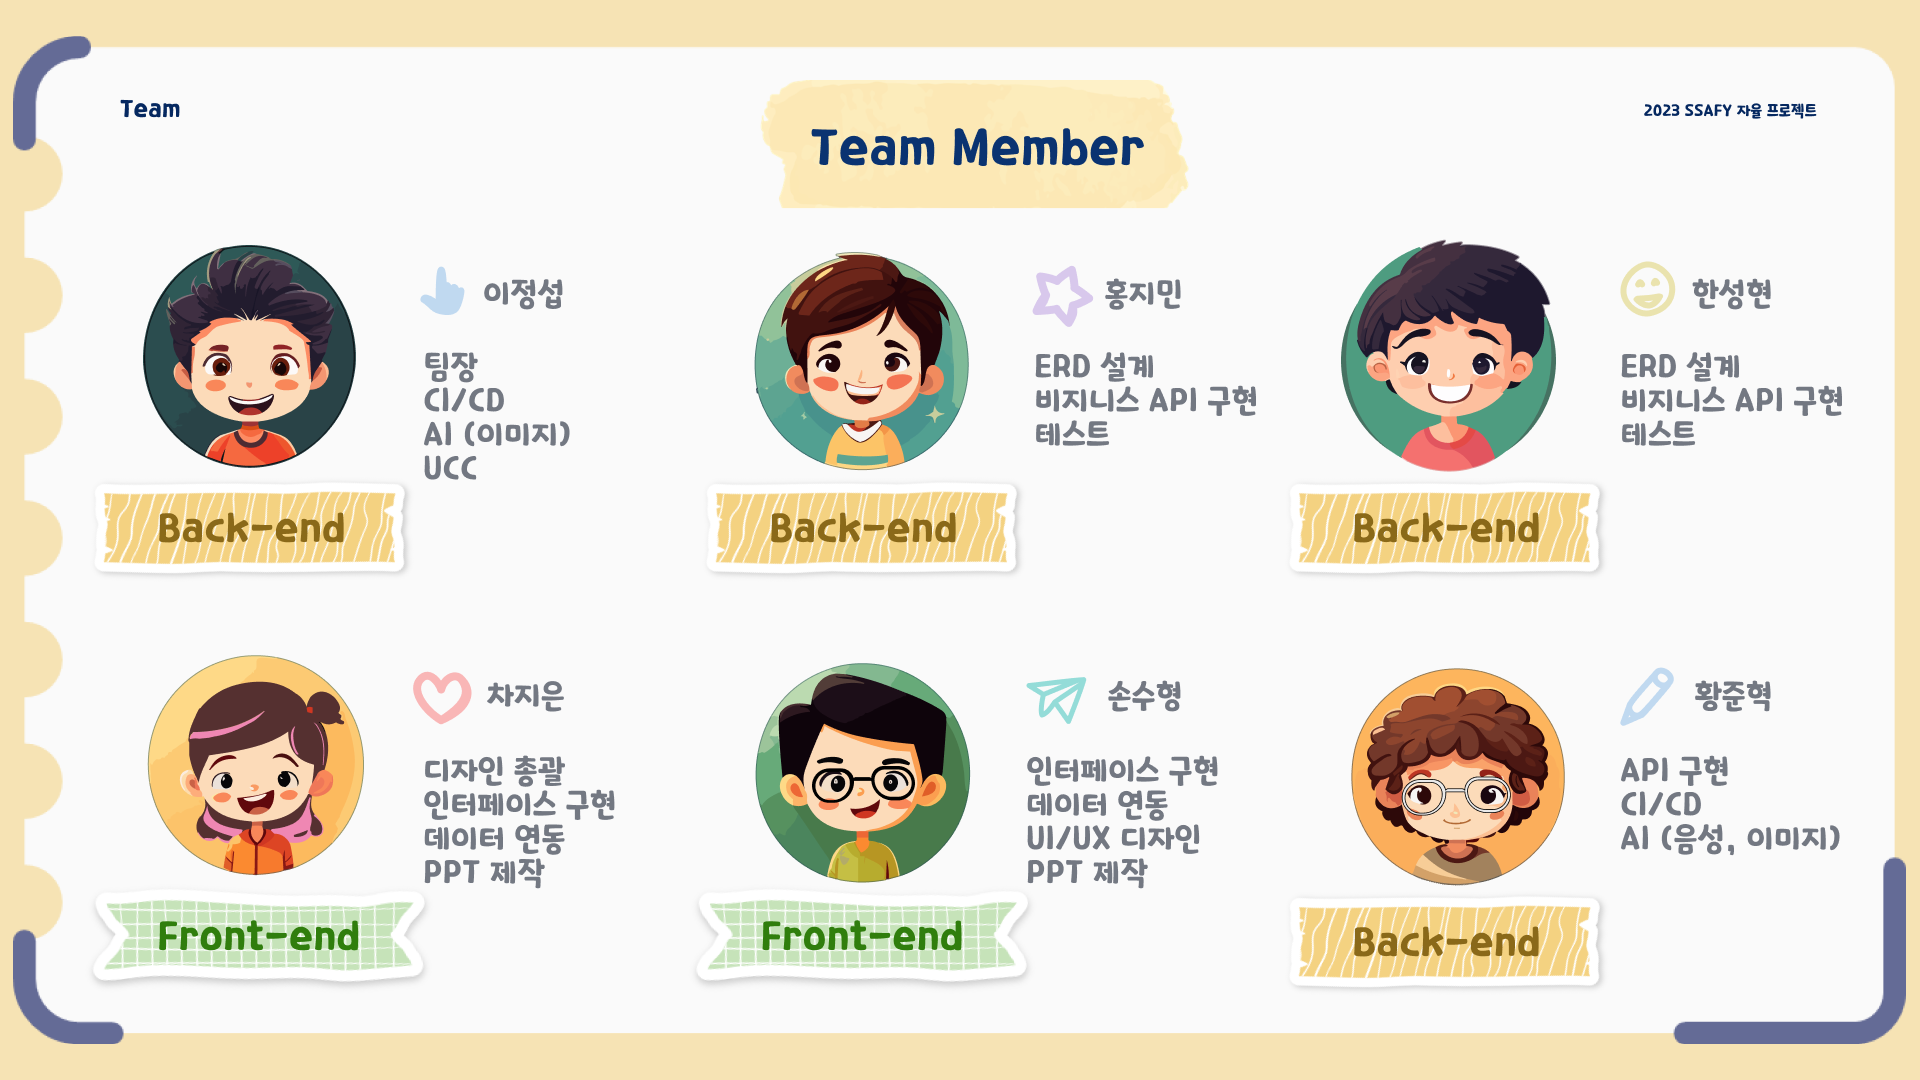 Team
Team Member
2023 SSAFY 자율 프로젝트
이정섭
팀장
CI/CD
AI (이미지)
UCC
Back-end
홍지민
ERD 설계
비지니스 API 구현
테스트
Back-end
한성현
ERD 설계
비지니스 API 구현
테스트
Back-end
차지은
디자인 총괄
인터페이스 구현
데이터 연동
PPT 제작
Front-end
손수형
인터페이스 구현
데이터 연동
UI/UX 디자인
PPT 제작
Front-end
황준혁
API 구현
CI/CD
AI (음성, 이미지)
Back-end